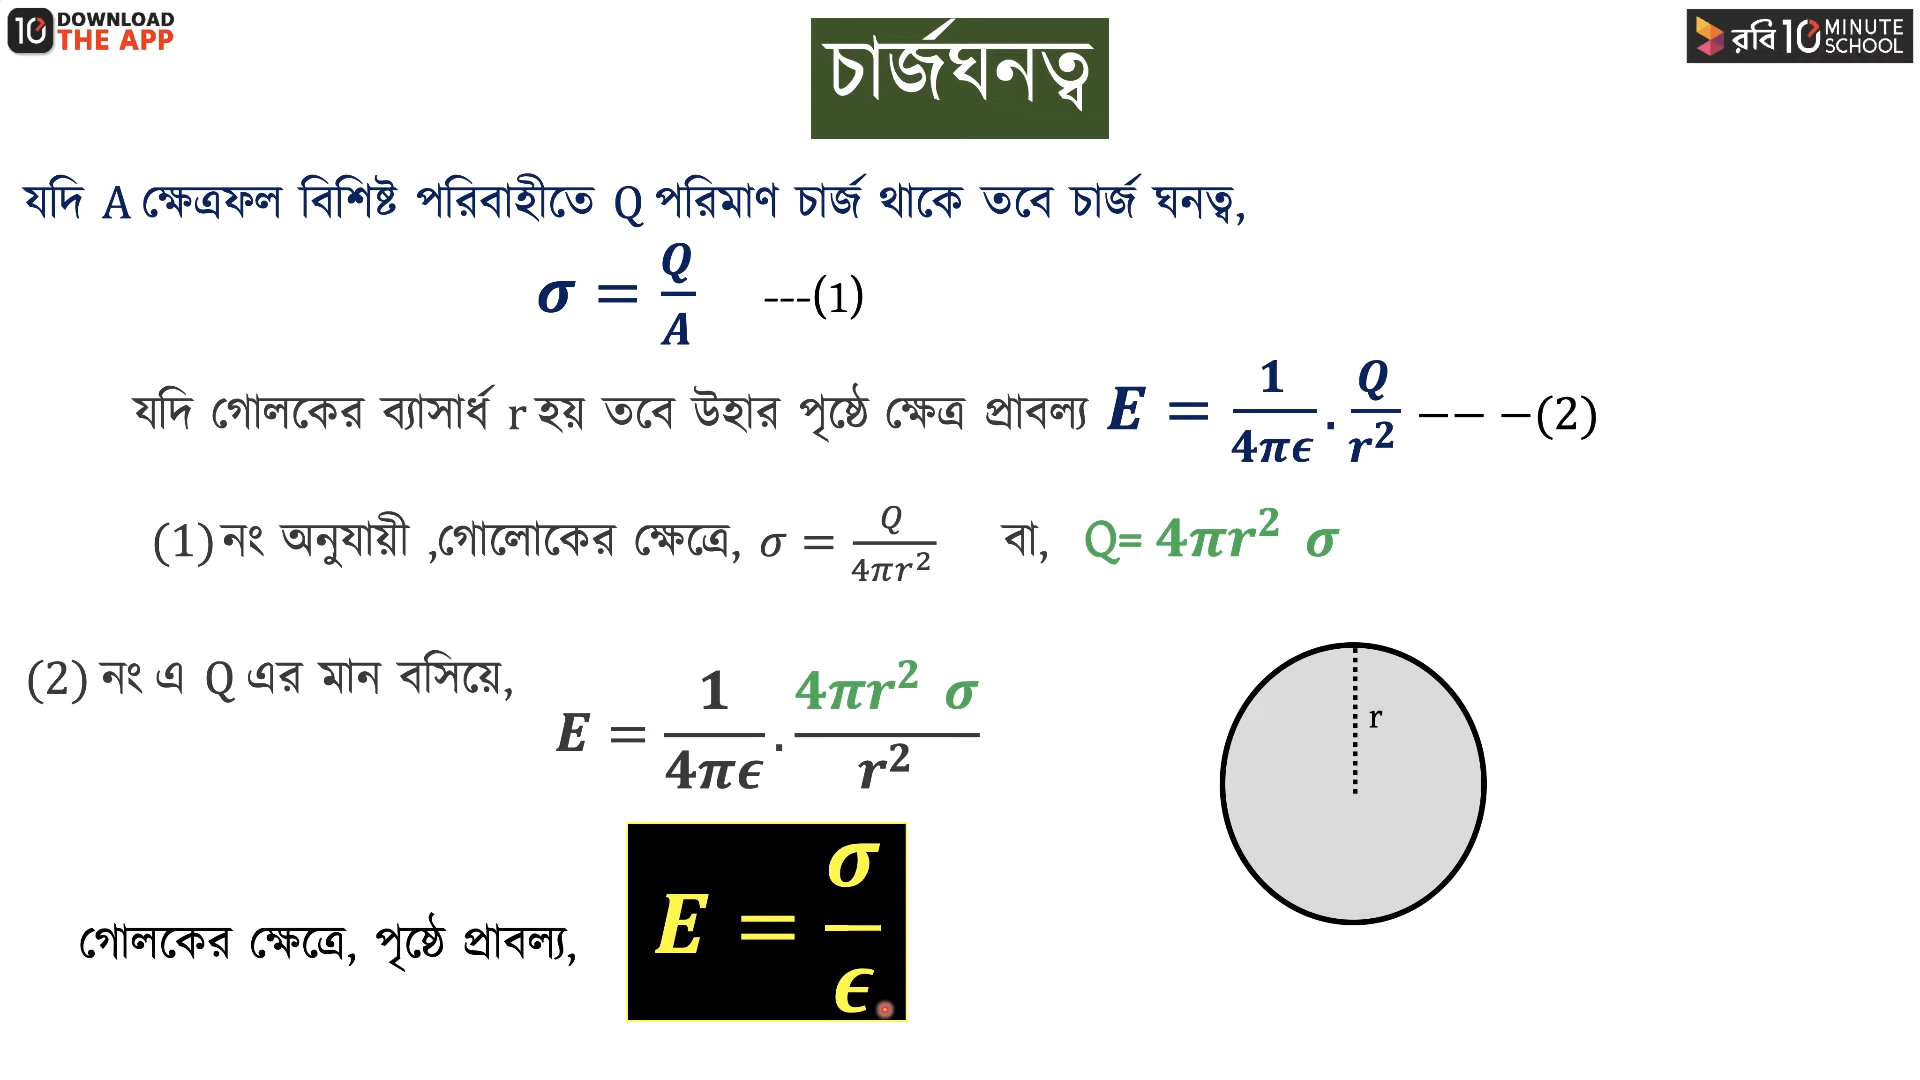 10 DOWNLOAD THE APP
রবি 10 MINUTE SCHOOL
চার্জঘনত্ব
যদি A ক্ষেত্রফল বিশিষ্ট পরিবাহীতে Q পরিমাণ চার্জ থাকে তবে চার্জ ঘনত্ব,
σ = Q/A ---(1)
যদি গোলকের ব্যাসার্ধ r হয় তবে উহার পৃষ্ঠে ক্ষেত্র প্রাবল্য E = 1/4πϵ . Q/r² −− −(2)
(1) নং অনুযায়ী ,গোলোকের ক্ষেত্রে, σ = Q/4πr² বা, Q= 4πr² σ
(2) নং এ Q এর মান বসিয়ে,
E = 1/4πϵ . 4πr² σ/r²
r
গোলকের ক্ষেত্রে, পৃষ্ঠে প্রাবল্য, E = σ/ϵ